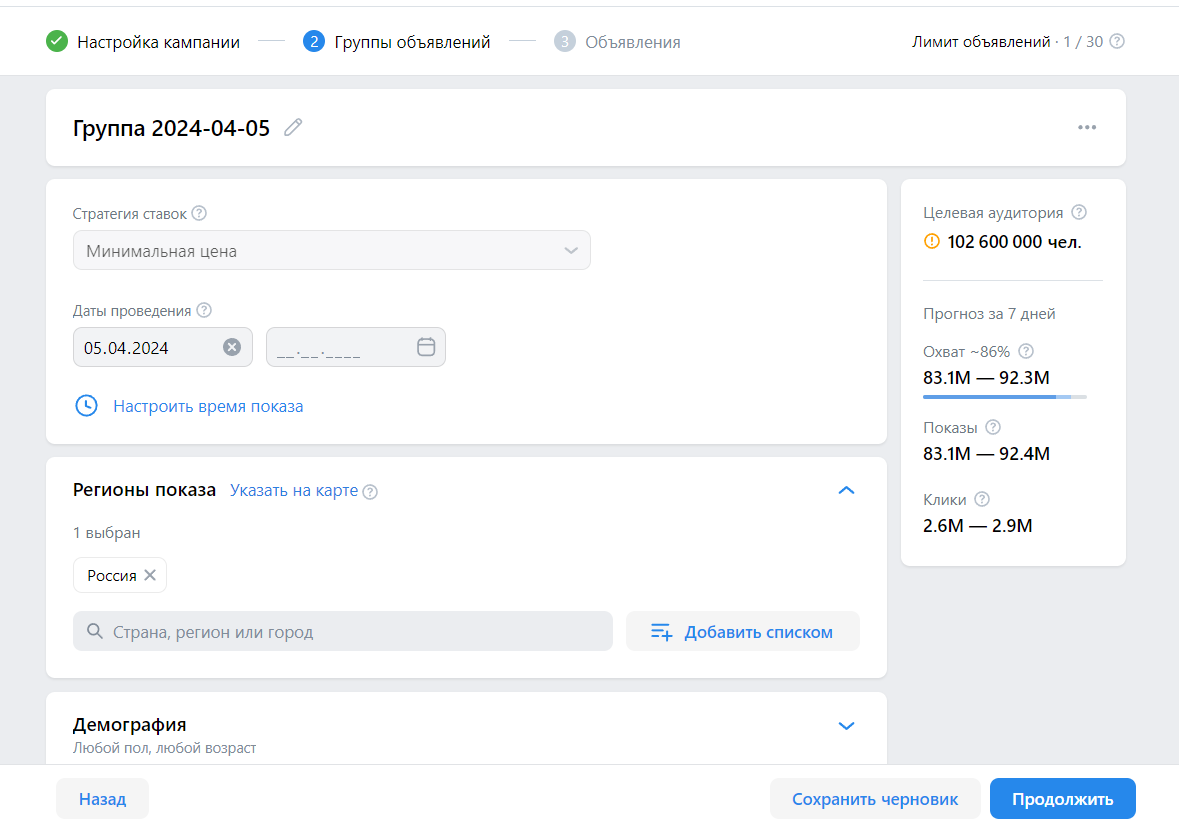 Настройка кампании
2 Группы объявлений
3 Объявления
Лимит объявлений · 1 / 30 ?
Группа 2024-04-05
Стратегия ставок ?
Минимальная цена
Даты проведения ?
05.04.2024
__.__.____
Настроить время показа
Регионы показа Указать на карте ?
1 выбран
Россия
Страна, регион или город
Добавить списком
Демография
Любой пол, любой возраст
Целевая аудитория ?
102 600 000 чел.
Прогноз за 7 дней
Охват ~86% ?
83.1M — 92.3M
Показы ?
83.1M — 92.4M
Клики ?
2.6M — 2.9M
Назад
Сохранить черновик
Продолжить